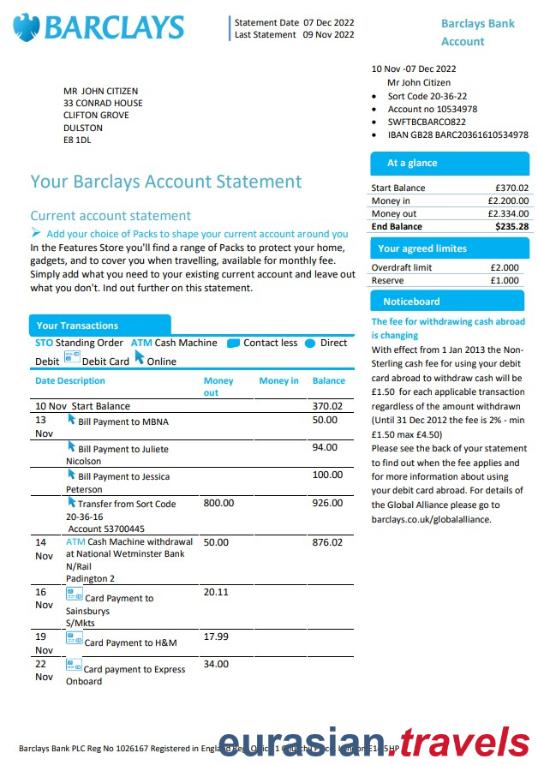 BARCLAYS
Statement Date 07 Dec 2022
Last Statement 09 Nov 2022
Barclays Bank
Account
MR JOHN CITIZEN
33 CONRAD HOUSE
CLIFTON GROVE
DULSTON
E8 1DL
10 Nov -07 Dec 2022
Mr John Citizen
• Sort Code 20-36-22
• Account no 10534978
• SWFTBCBARCO822
• IBAN GB28 BARC20361610534978
At a glance
Start Balance £370.02
Money in £2.200.00
Money out £2.334.00
End Balance $235.28
Your agreed limites
Overdraft limit £2.000
Reserve £1.000
Noticeboard
The fee for withdrawing cash abroad
is changing
With effect from 1 Jan 2013 the Non-
Sterling cash fee for using your debit
card abroad to withdraw cash will be
£1.50 for each applicable transaction
regardless of the amount withdrawn
(Until 31 Dec 2012 the fee is 2% - min
£1.50 max £4.50)
Please see the back of your statement
to find out when the fee applies and
for more information about using
your debit card abroad. For details of
the Global Alliance please go to
barclays.co.uk/globalalliance.
Your Barclays Account Statement
Current account statement
➢ Add your choice of Packs to shape your current account around you
In the Features Store you'll find a range of Packs to protect your home,
gadgets, and to cover you when travelling, available for monthly fee.
Simply add what you need to your existing current account and leave out
what you don't. Ind out further on this statement.
Your Transactions
STO Standing Order ATM Cash Machine Contact less Direct
Debit Debit Card Online
Date Description Money out Money in Balance
10 Nov Start Balance 370.02
13 Nov Bill Payment to MBNA 50.00
Bill Payment to Juliete 94.00
Nicolson
Bill Payment to Jessica 100.00
Peterson
Transfer from Sort Code 800.00 926.00
20-36-16
Account 53700445
14 Nov ATM Cash Machine withdrawal 50.00 876.02
at National Wetminster Bank
N/Rail
Padington 2
16 Nov Card Payment to 20.11
Sainsburys
S/Mkts
19 Nov Card Payment to H&M 17.99
22 Nov Card payment to Express 34.00
Onboard
Barclays Bank PLC Reg No 1026167 Registered in
eurasian.travels